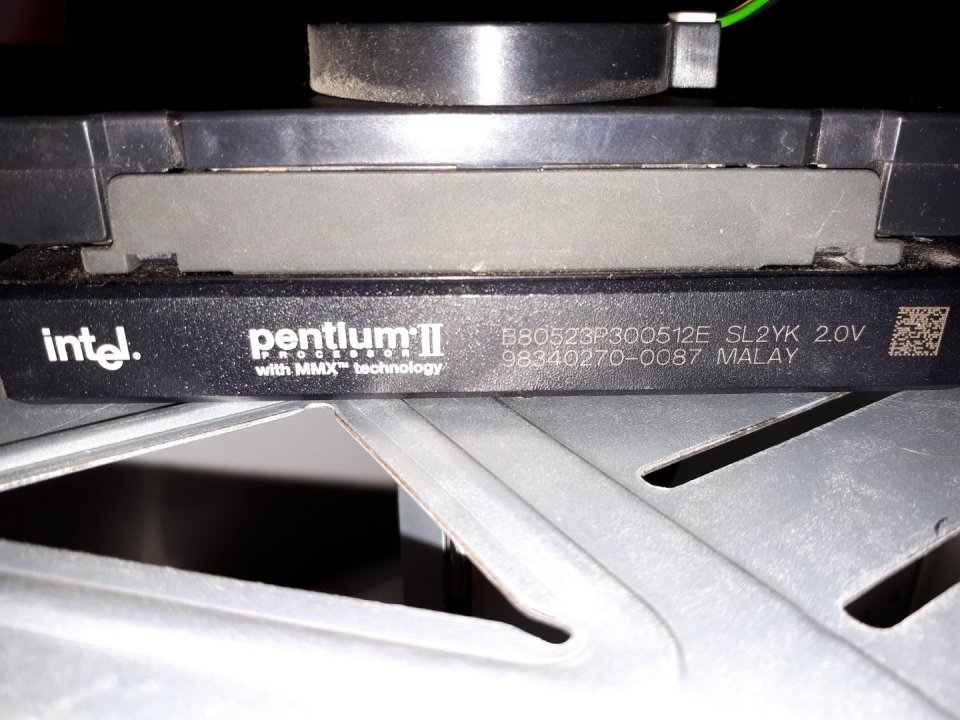 intel.
pentium II
PROCESSOR
with MMX™ technology
B80523P300512E SL2YK 2.0V
98340270-0087 MALAY